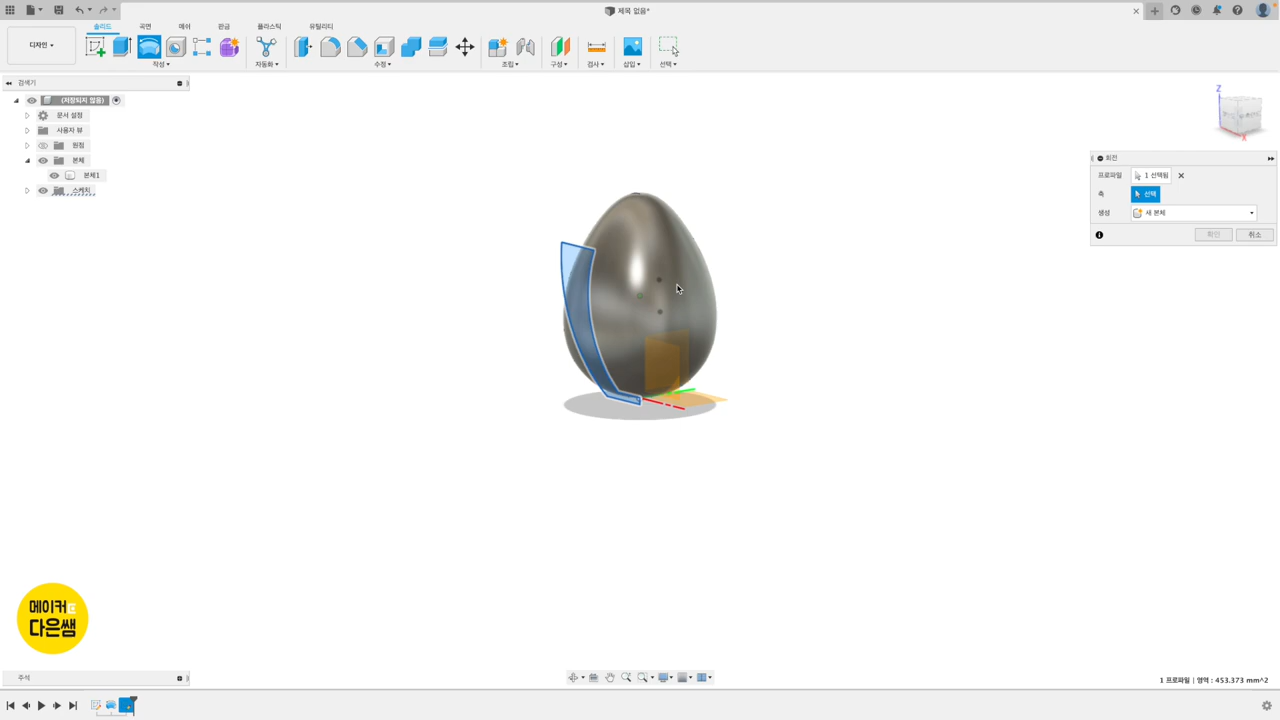 제목 없음*
디자인
솔리드
곡면
메쉬
판금
플라스틱
유틸리티
작성
자동화
수정
조립
구성
검사
삽입
선택
검색기
(저장되지 않음)
문서 설정
사용자 뷰
원점
본체
본체1
스케치
Z
X
회전
프로파일
1 선택됨
축
선택
생성
새 본체
확인
취소
메이커
다은쌤
주석
1 프로파일 | 영역 : 453.373 mm^2